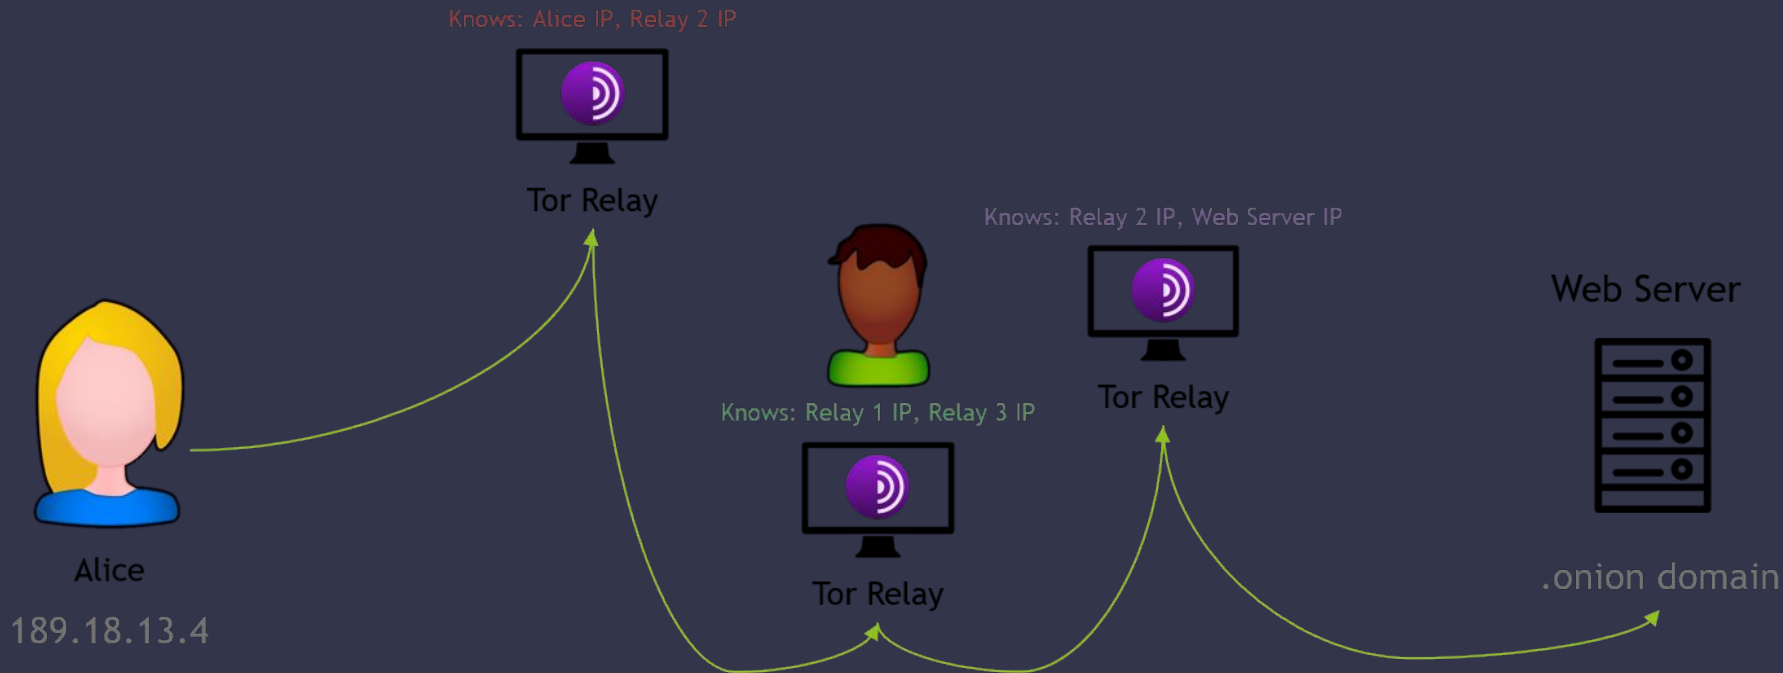 Knows: Alice IP, Relay 2 IP
Tor Relay
Knows: Relay 2 IP, Web Server IP
Tor Relay
Web Server
Knows: Relay 1 IP, Relay 3 IP
Tor Relay
Alice
189.18.13.4
.onion domain